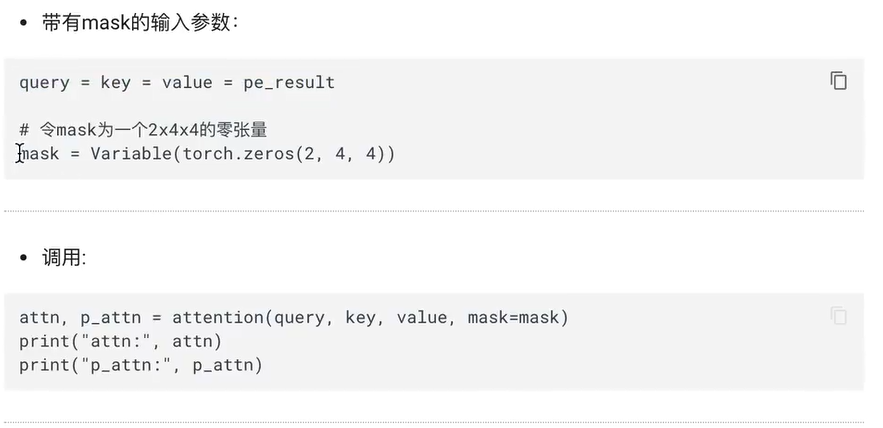 带有mask的输入参数:
query = key = value = pe_result
# 令mask为一个2x4x4的零张量
mask = Variable(torch.zeros(2, 4, 4))
调用:
attn, p_attn = attention(query, key, value, mask=mask)
print("attn:", attn)
print("p_attn:", p_attn)